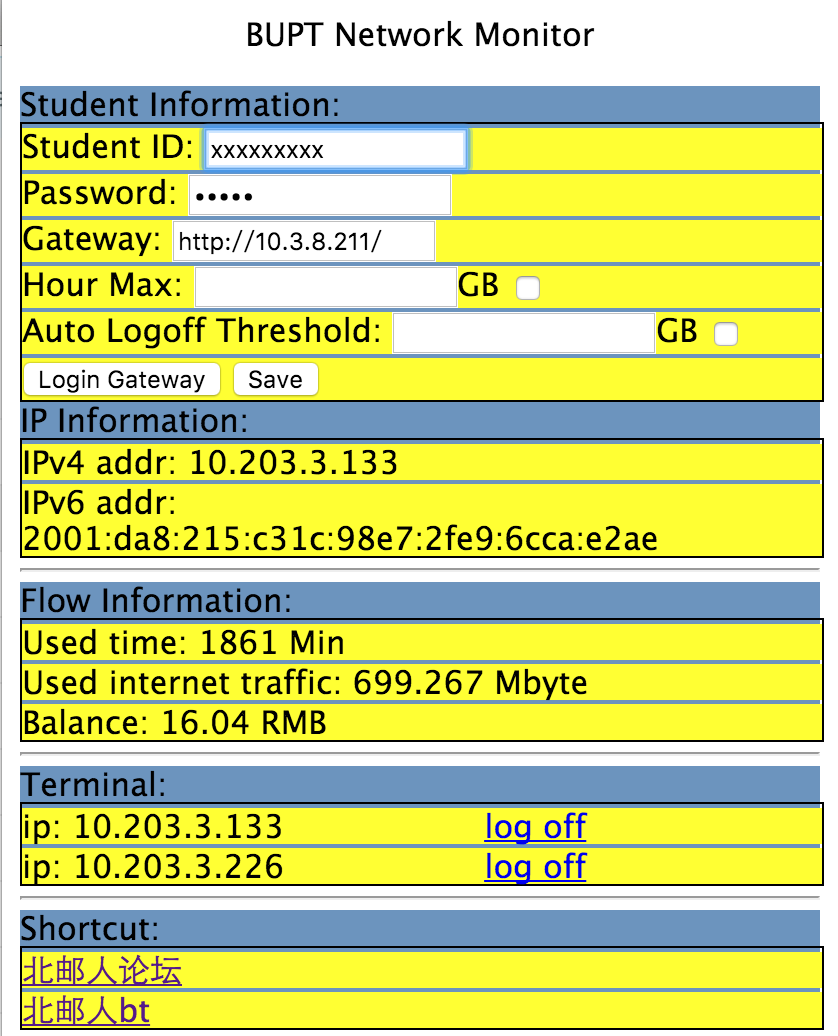 BUPT Network Monitor
Student Information:
Student ID: xxxxxxxxx
Password: •••••
Gateway: http://10.3.8.211/
Hour Max: GB
Auto Logoff Threshold: GB
Login Gateway Save
IP Information:
IPv4 addr: 10.203.3.133
IPv6 addr:
2001:da8:215:c31c:98e7:2fe9:6cca:e2ae
Flow Information:
Used time: 1861 Min
Used internet traffic: 699.267 Mbyte
Balance: 16.04 RMB
Terminal:
ip: 10.203.3.133 log off
ip: 10.203.3.226 log off
Shortcut:
北邮人论坛
北邮人bt